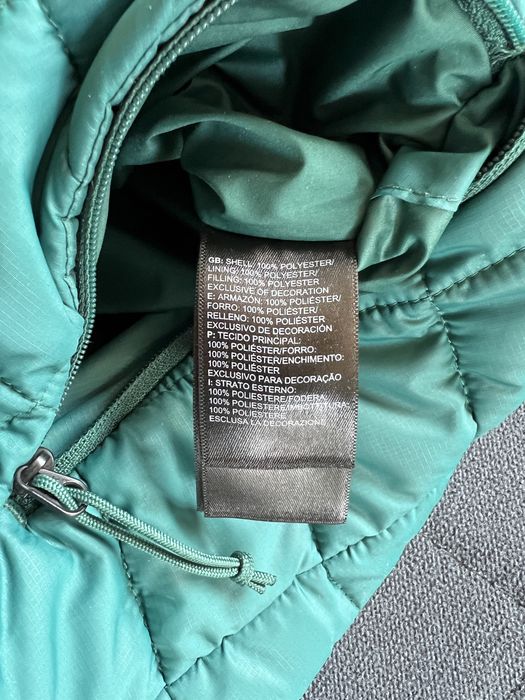 GB: SHELL/100% POLYESTER/
LINING/100% POLYESTER/
FILLING: 100% POLYESTER/
EXCLUSIVE OF DECORATION
E: ARMAZÓN: 100% POLIÉSTER/
FORRO: 100% POLIÉSTER/
RELLENO: 100% POLIÉSTER
EXCLUSIVO DE DECORACIÓN
P: TECIDO PRINCIPAL:
100% POLIÉSTER/FORRO:
100% POLIÉSTER/ENCHIMENTO:
100% POLIÉSTER
EXCLUSIVO PARA DECORAÇÃO
I: STRATO ESTERNO:
100% POLIESTERE/FODERA
100% POLIESTERE/IMBOTTITURA:
100% POLIESTERE
ESCLUSA LA DECORAZIONE